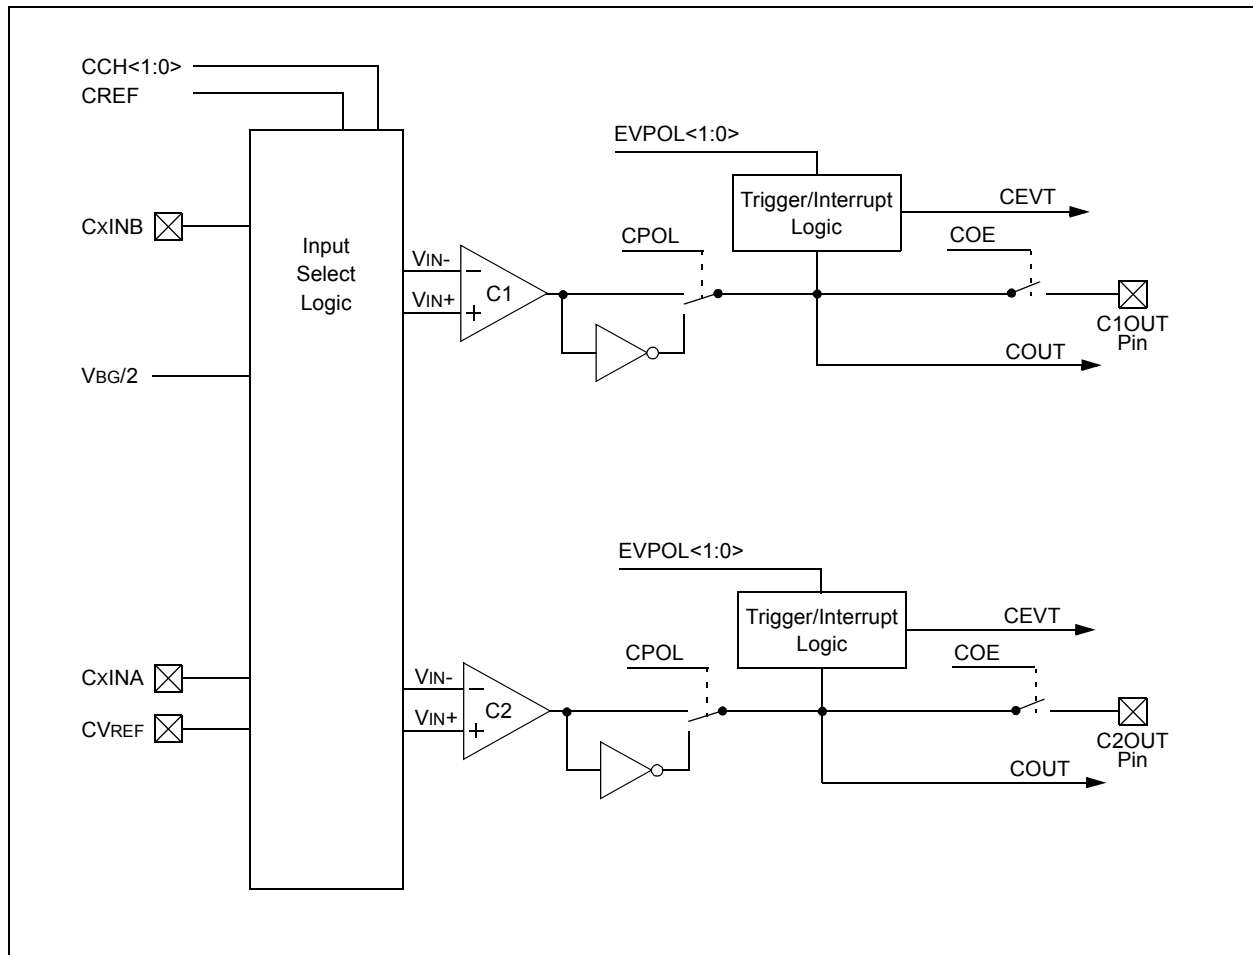 CCH<1:0>
CREF
CXINB
VBG/2
CXINA
CVREF
Input
Select
Logic
VIN-
VIN+
C1
–
+
CPOL
EVPOL<1:0>
Trigger/Interrupt
Logic
CEVT
COE
C1OUT
Pin
COUT
VIN-
VIN+
C2
–
+
CPOL
EVPOL<1:0>
Trigger/Interrupt
Logic
CEVT
COE
C2OUT
Pin
COUT